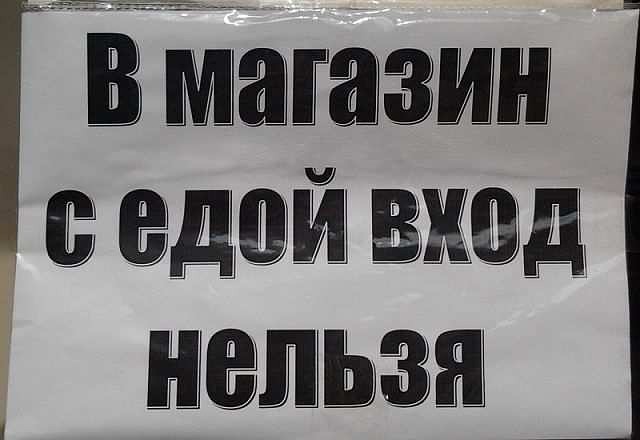 В магазин
с едой вход
нельзя